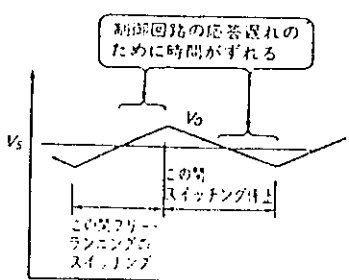 制御回路の応答遅れの
ために時間がずれる
V₀
Vs
この間
スイッチング停止
この間フリー・
ランニングの
スイッチング